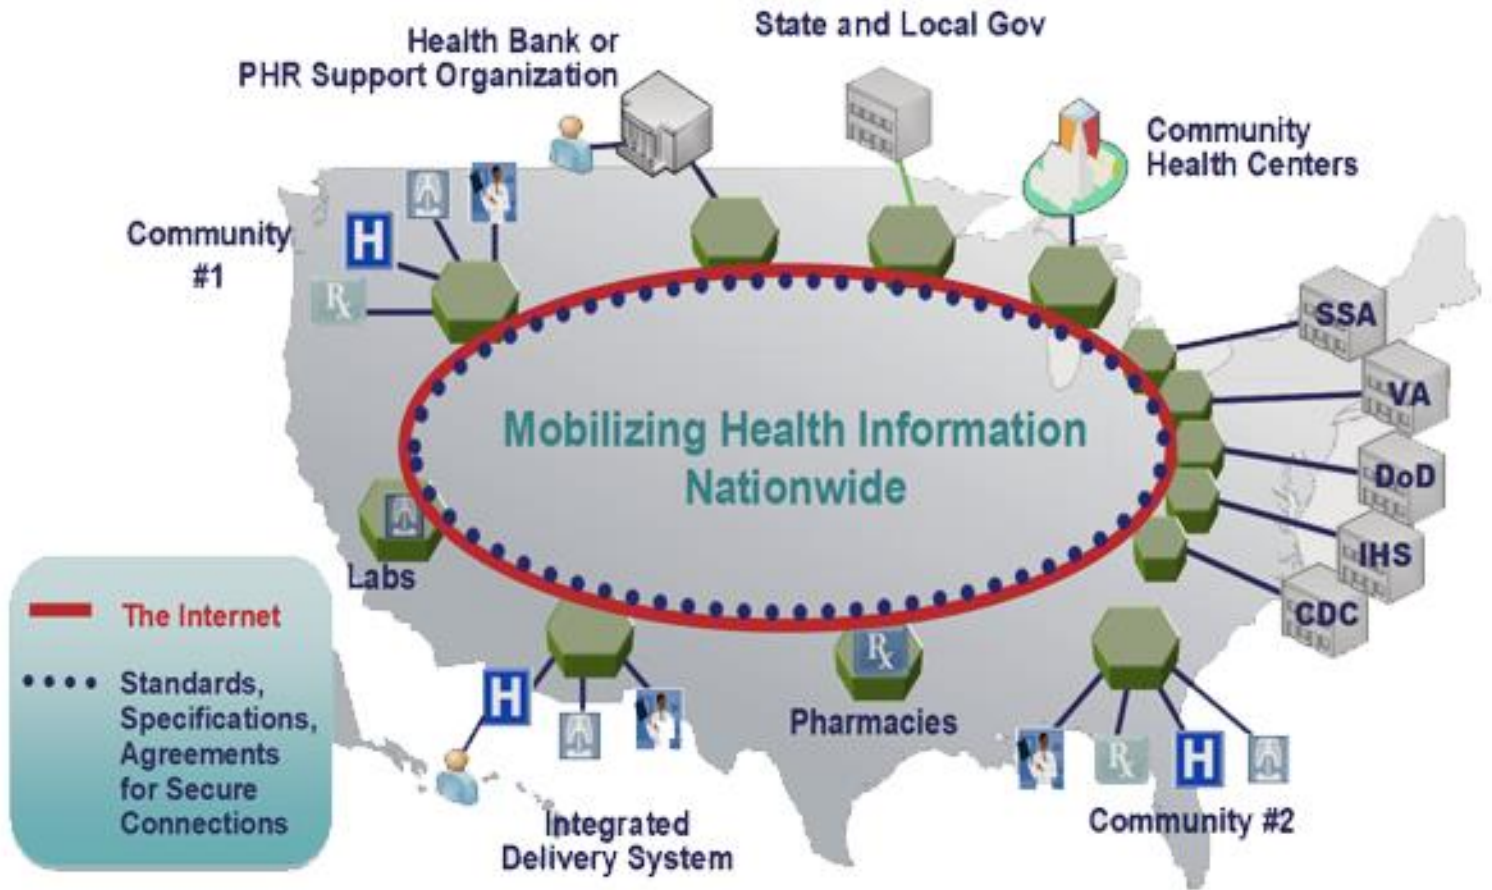 State and Local Gov
Health Bank or
PHR Support Organization
Community
Health Centers
Community
#1
H
Rx
SSA
VA
DoD
IHS
CDC
Mobilizing Health Information
Nationwide
Labs
The Internet
Standards,
Specifications,
Agreements
for Secure
Connections
H
Integrated
Delivery System
Rx
Pharmacies
Rx
H
Community #2